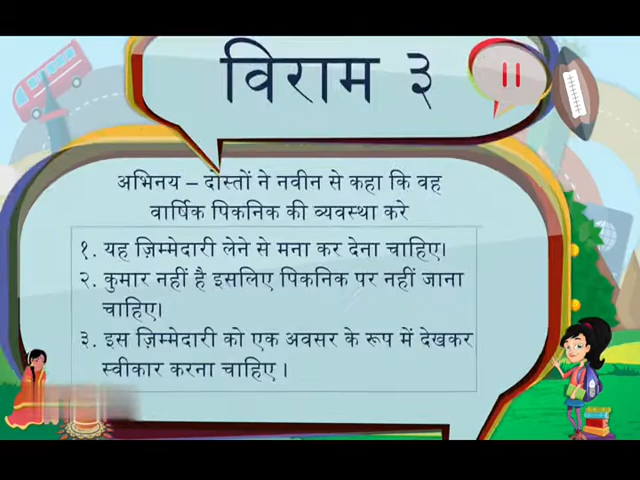 विराम ३
अभिनय – दोस्तों ने नवीन से कहा कि वह
वार्षिक पिकनिक की व्यवस्था करे
१. यह ज़िम्मेदारी लेने से मना कर देना चाहिए।
२. कुमार नहीं है इसलिए पिकनिक पर नहीं जाना
चाहिए।
३. इस ज़िम्मेदारी को एक अवसर के रूप में देखकर
स्वीकार करना चाहिए ।